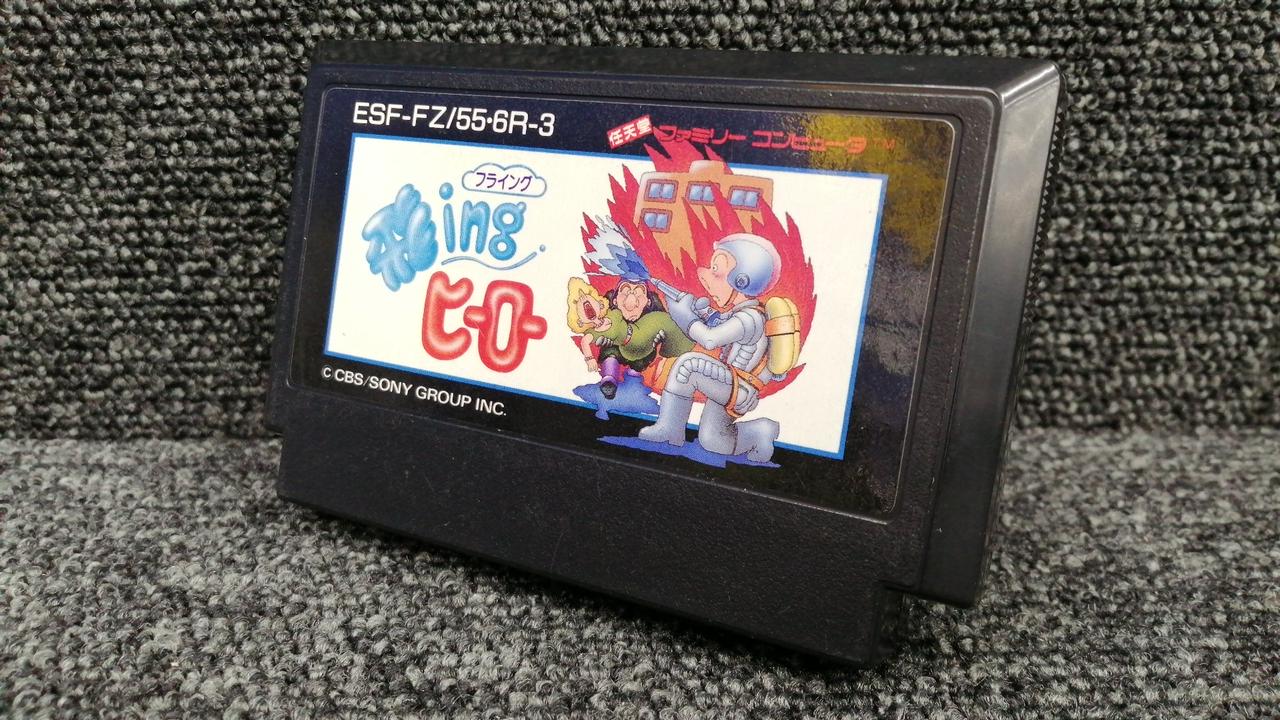 ESF-FZ/55•6R-3
任天堂 ファミリーコンピュータ™
フライング
飛ing
ヒーロー
© CBS/SONY GROUP INC.